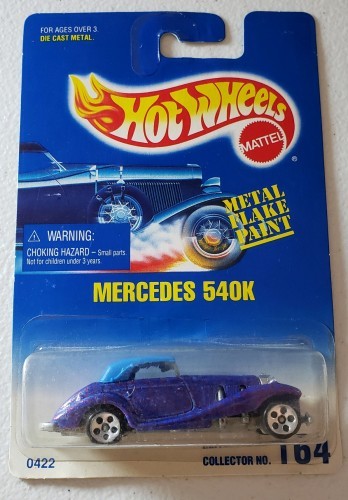 FOR AGES OVER 3.
DIE CAST METAL.
Hot Wheels
MATTEL
®
METAL
FLAKE
PAINT
⚠ WARNING:
CHOKING HAZARD – Small parts.
Not for children under 3 years.
MERCEDES 540K
0422
COLLECTOR NO. 164